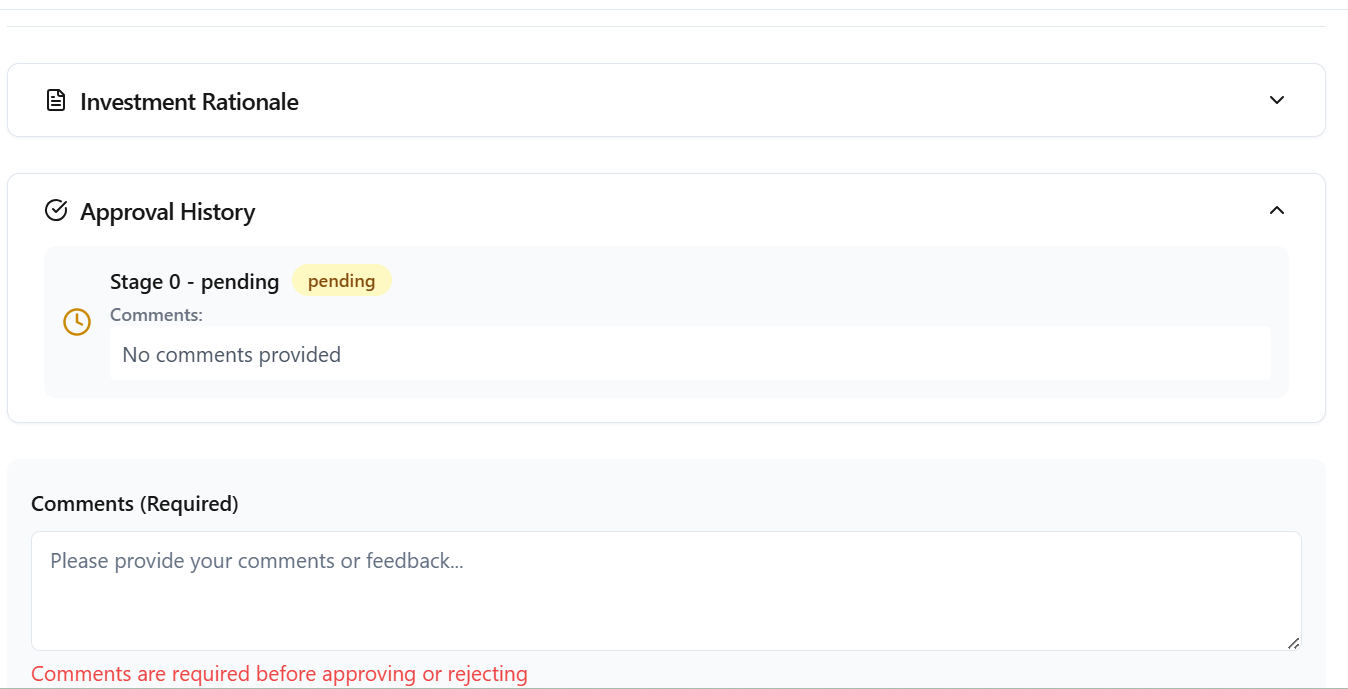 Investment Rationale
Approval History
Stage 0 - pending pending
Comments:
No comments provided
Comments (Required)
Please provide your comments or feedback...
Comments are required before approving or rejecting